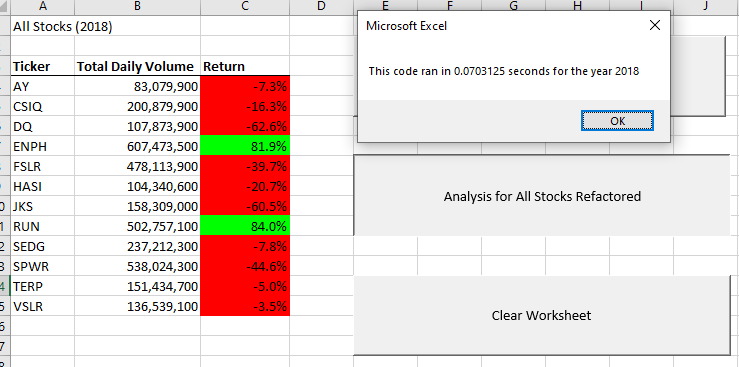 A B C D E F G H I J
All Stocks (2018)
Microsoft Excel
This code ran in 0.0703125 seconds for the year 2018
OK
Ticker Total Daily Volume Return
AY 83,079,900 -7.3%
CSIQ 200,879,900 -16.3%
DQ 107,873,900 -62.6%
ENPH 607,473,500 81.9%
FSLR 478,113,900 -39.7%
HASI 104,340,600 -20.7%
JKS 158,309,000 -60.5%
RUN 502,757,100 84.0%
SEDG 237,212,300 -7.8%
SPWR 538,024,300 -44.6%
TERP 151,434,700 -5.0%
VSLR 136,539,100 -3.5%
Analysis for All Stocks Refactored
Clear Worksheet